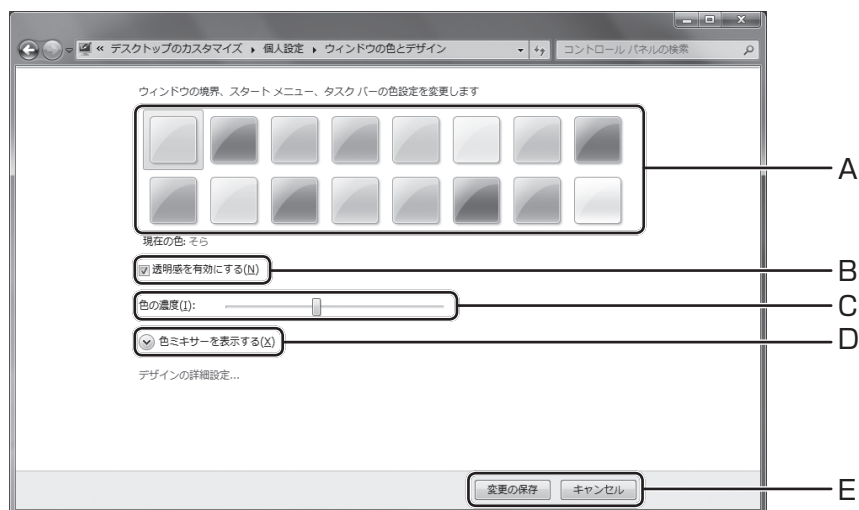 « デスクトップのカスタマイズ ▸ 個人設定 ▸ ウィンドウの色とデザイン
コントロール パネルの検索
ウィンドウの境界、スタート メニュー、タスク バーの色設定を変更します
A
現在の色: そら
透明感を有効にする(N)
B
色の濃度(I):
C
色ミキサーを表示する(X)
D
デザインの詳細設定...
変更の保存
キャンセル
E